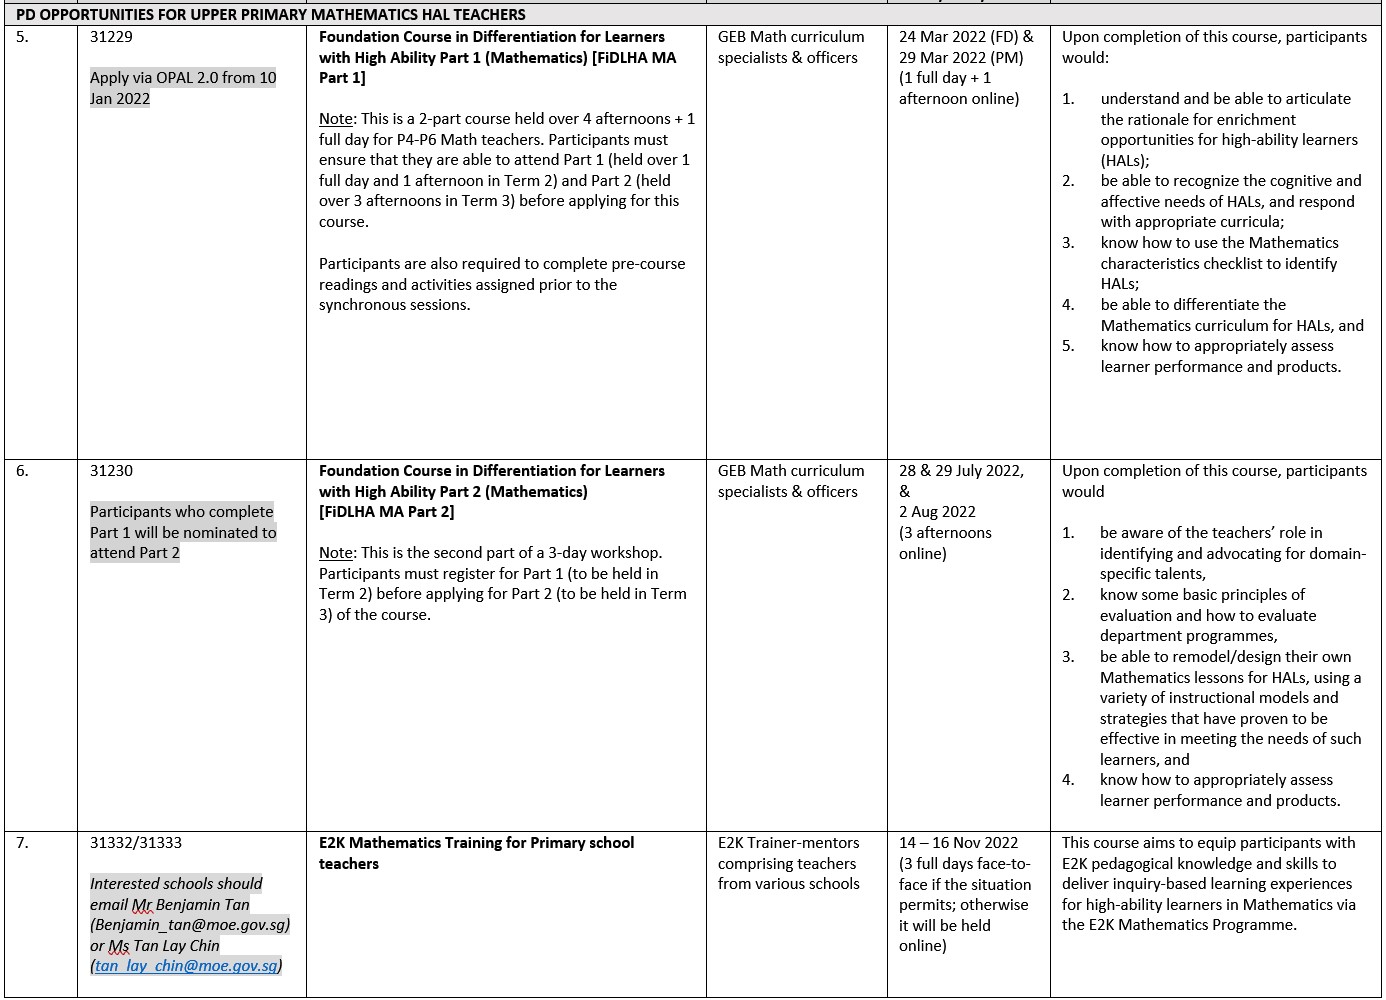 PD OPPORTUNITIES FOR UPPER PRIMARY MATHEMATICS HAL TEACHERS
5.
31229
Apply via OPAL 2.0 from 10
Jan 2022
Foundation Course in Differentiation for Learners
with High Ability Part 1 (Mathematics) [FiDLHA MA
Part 1]
Note: This is a 2-part course held over 4 afternoons + 1
full day for P4-P6 Math teachers. Participants must
ensure that they are able to attend Part 1 (held over 1
full day and 1 afternoon in Term 2) and Part 2 (held
over 3 afternoons in Term 3) before applying for this
course.
Participants are also required to complete pre-course
readings and activities assigned prior to the
synchronous sessions.
GEB Math curriculum
specialists & officers
24 Mar 2022 (FD) &
29 Mar 2022 (PM)
(1 full day + 1
afternoon online)
Upon completion of this course, participants
would:
1. understand and be able to articulate
the rationale for enrichment
opportunities for high-ability learners
(HALs);
2. be able to recognize the cognitive and
affective needs of HALs, and respond
with appropriate curricula;
3. know how to use the Mathematics
characteristics checklist to identify
HALs;
4. be able to differentiate the
Mathematics curriculum for HALs, and
5. know how to appropriately assess
learner performance and products.
6.
31230
Participants who complete
Part 1 will be nominated to
attend Part 2
Foundation Course in Differentiation for Learners
with High Ability Part 2 (Mathematics)
[FiDLHA MA Part 2]
Note: This is the second part of a 3-day workshop.
Participants must register for Part 1 (to be held in
Term 2) before applying for Part 2 (to be held in Term
3) of the course.
GEB Math curriculum
specialists & officers
28 & 29 July 2022,
&
2 Aug 2022
(3 afternoons
online)
Upon completion of this course, participants
would
1. be aware of the teachers’ role in
identifying and advocating for domain-
specific talents,
2. know some basic principles of
evaluation and how to evaluate
department programmes,
3. be able to remodel/design their own
Mathematics lessons for HALs, using a
variety of instructional models and
strategies that have proven to be
effective in meeting the needs of such
learners, and
4. know how to appropriately assess
learner performance and products.
7.
31332/31333
Interested schools should
email Mr Benjamin Tan
(Benjamin_tan@moe.gov.sg)
or Ms Tan Lay Chin
(tan_lay_chin@moe.gov.sg)
E2K Mathematics Training for Primary school
teachers
E2K Trainer-mentors
comprising teachers
from various schools
14 – 16 Nov 2022
(3 full days face-to-
face if the situation
permits; otherwise
it will be held
online)
This course aims to equip participants with
E2K pedagogical knowledge and skills to
deliver inquiry-based learning experiences
for high-ability learners in Mathematics via
the E2K Mathematics Programme.